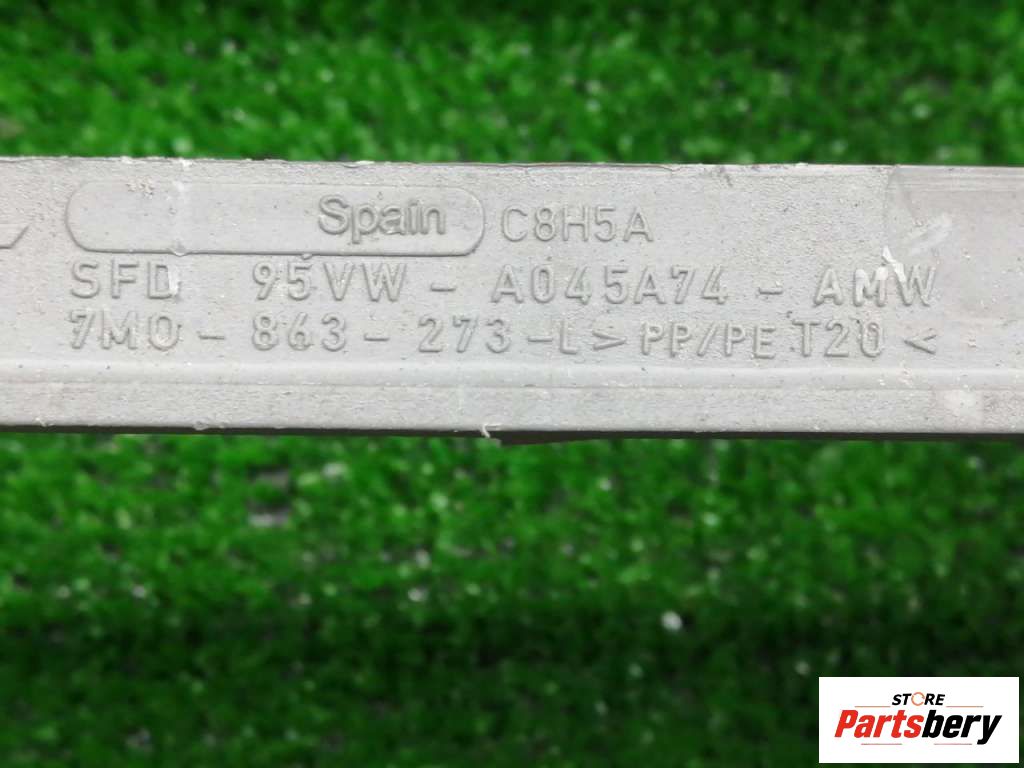 Spain C8H5A
SFD 95VW - A045A74 - AMW
7M0 - 863 - 273 - L > PP/PE T20 <
STORE
Partsbery